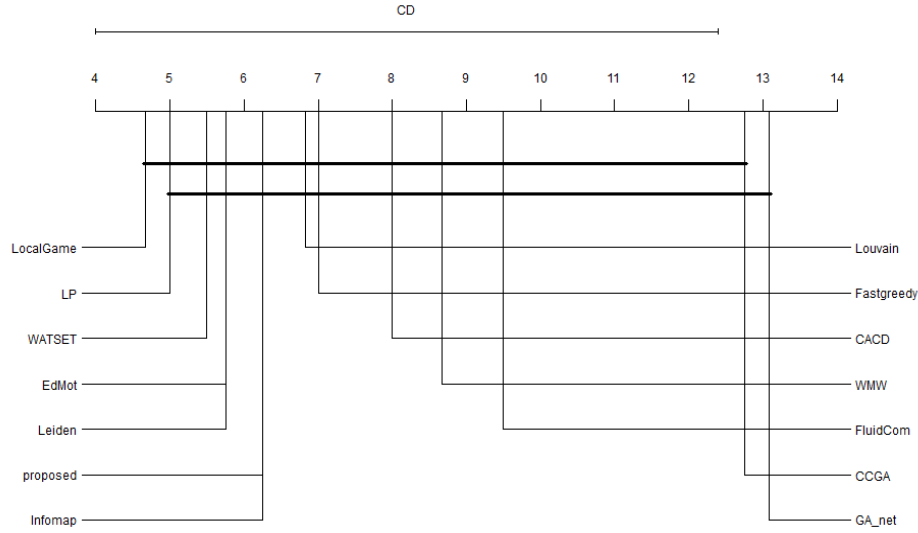 CD
4 5 6 7 8 9 10 11 12 13 14
LocalGame Louvain
LP Fastgreedy
WATSET CACD
EdMot WMW
Leiden FluidCom
proposed CCGA
Infomap GA_net